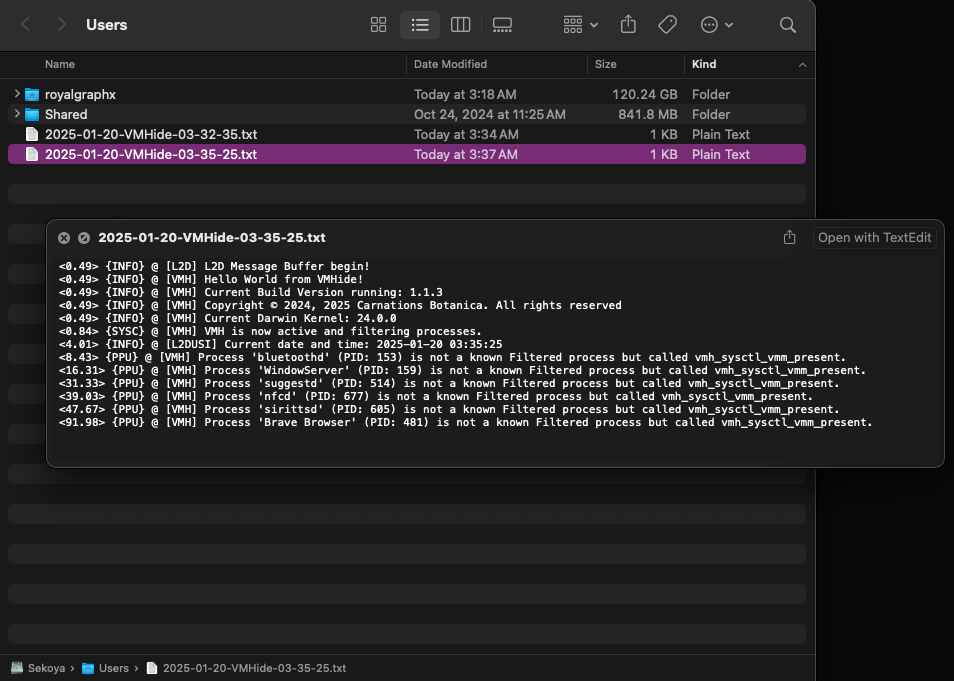 Users
Name Date Modified Size Kind
royalgraphx Today at 3:18 AM 120.24 GB Folder
Shared Oct 24, 2024 at 11:25 AM 841.8 MB Folder
2025-01-20-VMHide-03-32-35.txt Today at 3:34 AM 1 KB Plain Text
2025-01-20-VMHide-03-35-25.txt Today at 3:37 AM 1 KB Plain Text
2025-01-20-VMHide-03-35-25.txt Open with TextEdit
<0.49> {INFO} @ [L2D] L2D Message Buffer begin!
<0.49> {INFO} @ [VMH] Hello World from VMHide!
<0.49> {INFO} @ [VMH] Current Build Version running: 1.1.3
<0.49> {INFO} @ [VMH] Copyright © 2024, 2025 Carnations Botanica. All rights reserved
<0.49> {INFO} @ [VMH] Current Darwin Kernel: 24.0.0
<0.84> {SYSC} @ [VMH] VMH is now active and filtering processes.
<4.01> {INFO} @ [L2DUSI] Current date and time: 2025-01-20 03:35:25
<8.43> {PPU} @ [VMH] Process 'bluetoothd' (PID: 153) is not a known Filtered process but called vmh_sysctl_vmm_present.
<16.31> {PPU} @ [VMH] Process 'WindowServer' (PID: 159) is not a known Filtered process but called vmh_sysctl_vmm_present.
<31.33> {PPU} @ [VMH] Process 'suggestd' (PID: 514) is not a known Filtered process but called vmh_sysctl_vmm_present.
<39.03> {PPU} @ [VMH] Process 'nfcd' (PID: 677) is not a known Filtered process but called vmh_sysctl_vmm_present.
<47.67> {PPU} @ [VMH] Process 'sirittsd' (PID: 605) is not a known Filtered process but called vmh_sysctl_vmm_present.
<91.98> {PPU} @ [VMH] Process 'Brave Browser' (PID: 481) is not a known Filtered process but called vmh_sysctl_vmm_present.
Sekoya › Users › 2025-01-20-VMHide-03-35-25.txt